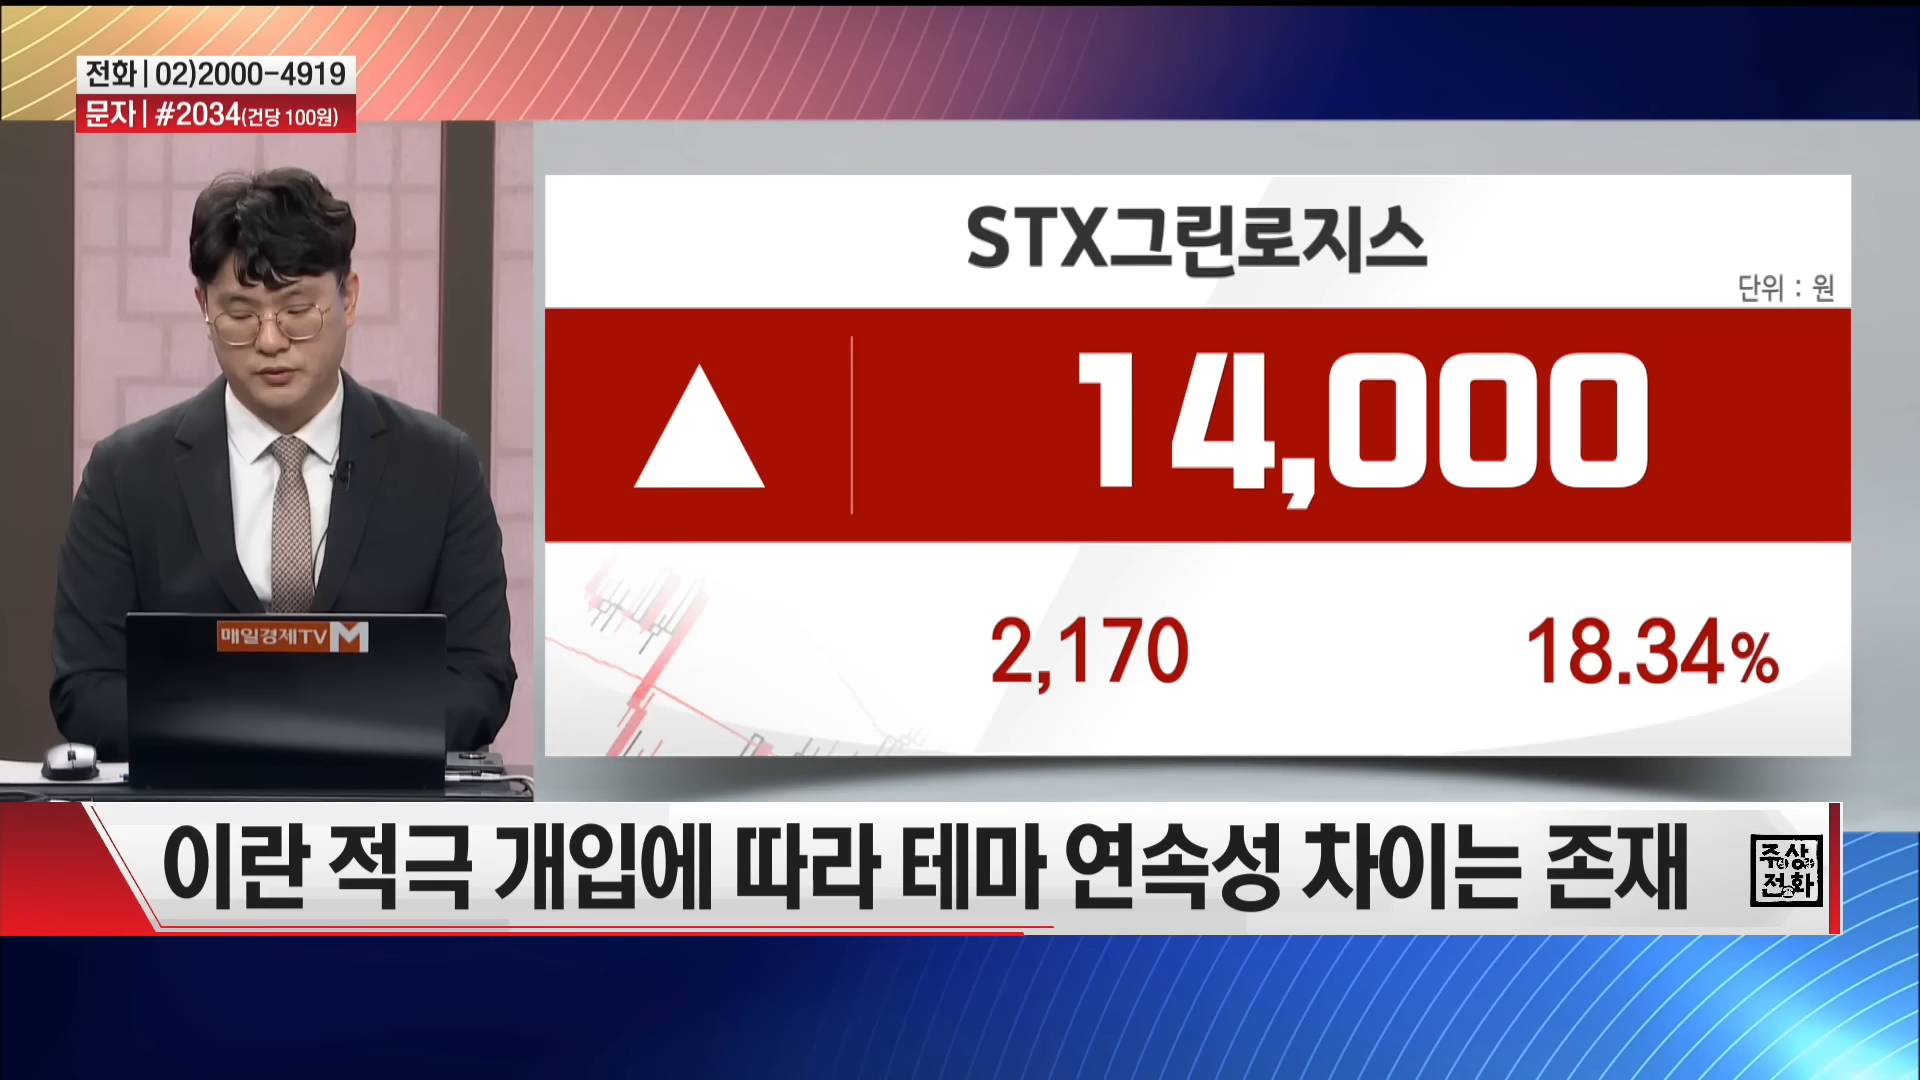 전화 | 02)2000-4919
문자 | #2034(건당 100원)
STX그린로지스
단위 : 원
▲ 14,000
2,170 18.34%
매일경제TV M
이란 적극 개입에 따라 테마 연속성 차이는 존재
주상
전화